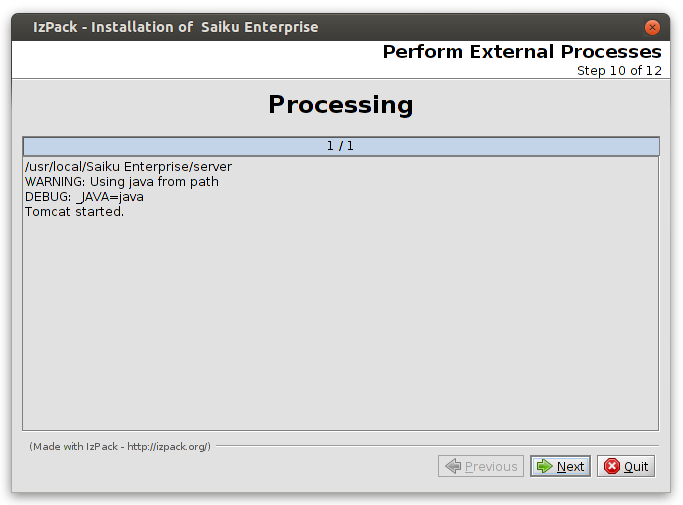 IzPack - Installation of  Saiku Enterprise
Perform External Processes
Step 10 of 12
Processing
1 / 1
/usr/local/Saiku Enterprise/server
WARNING: Using java from path
DEBUG: _JAVA=java
Tomcat started.
(Made with IzPack - http://izpack.org/)
Previous
Next
Quit